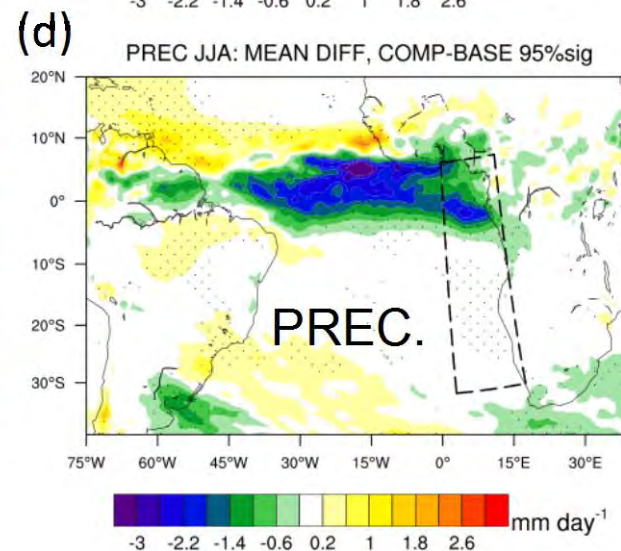 -3 -2.2 -1.4 -0.6 0.2 1 1.8 2.6
(d)
PREC JJA: MEAN DIFF, COMP-BASE 95%sig
20°N
10°N
0°
10°S
20°S
30°S
PREC.
75°W 60°W 45°W 30°W 15°W 0° 15°E 30°E
mm day⁻¹
-3 -2.2 -1.4 -0.6 0.2 1 1.8 2.6